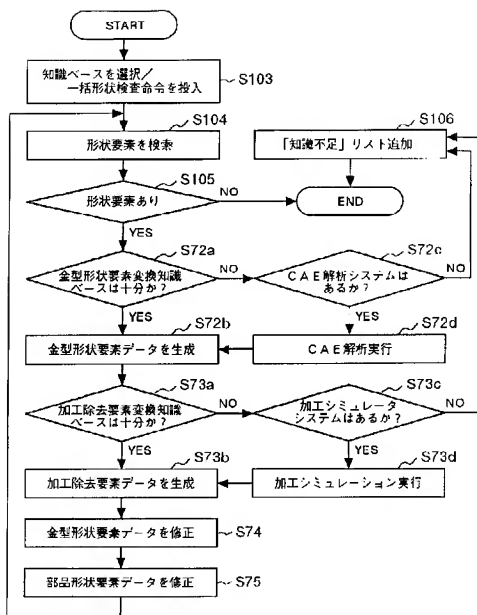 START
知識ベースを選択／
一括形状検査命令を投入
S103
S104
形状要素を検索
S106
「知識不足」リスト追加
S105
形状要素あり
NO
END
YES
S72a
金型形状要素変換知識
ベースは十分か？
NO
S72c
CAE解析システムは
あるか？
NO
YES
YES
S72b
金型形状要素データを生成
S72d
CAE解析実行
S73a
加工除去要素変換知識
ベースは十分か？
NO
S73c
加工シミュレータ
システムはあるか？
NO
YES
YES
S73b
加工除去要素データを生成
S73d
加工シミュレーション実行
S74
金型形状要素データを修正
S75
部品形状要素データを修正